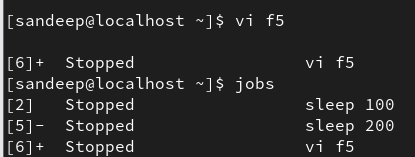 [sandeep@localhost ~]$ vi f5
[6]+  Stopped                 vi f5
[sandeep@localhost ~]$ jobs
[2]   Stopped                 sleep 100
[5]-  Stopped                 sleep 200
[6]+  Stopped                 vi f5